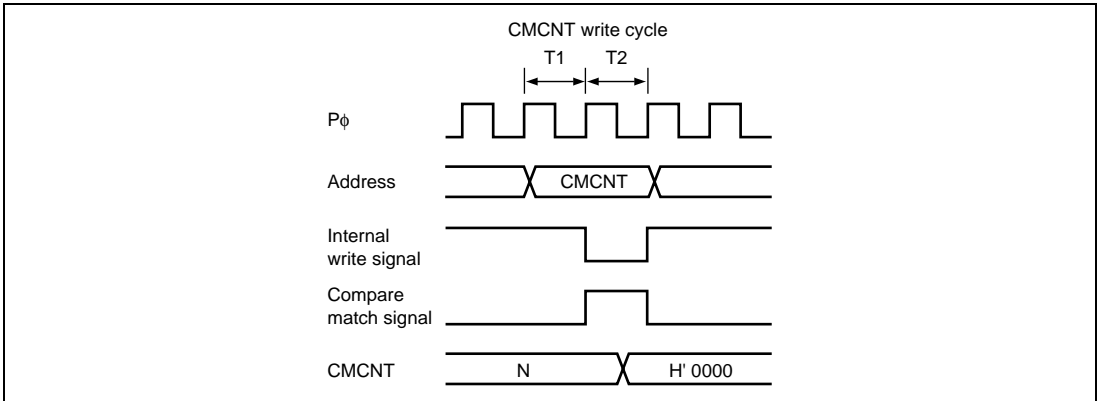 CMCNT write cycle
T1 T2
Pϕ
Address CMCNT
Internal
write signal
Compare
match signal
CMCNT N H' 0000